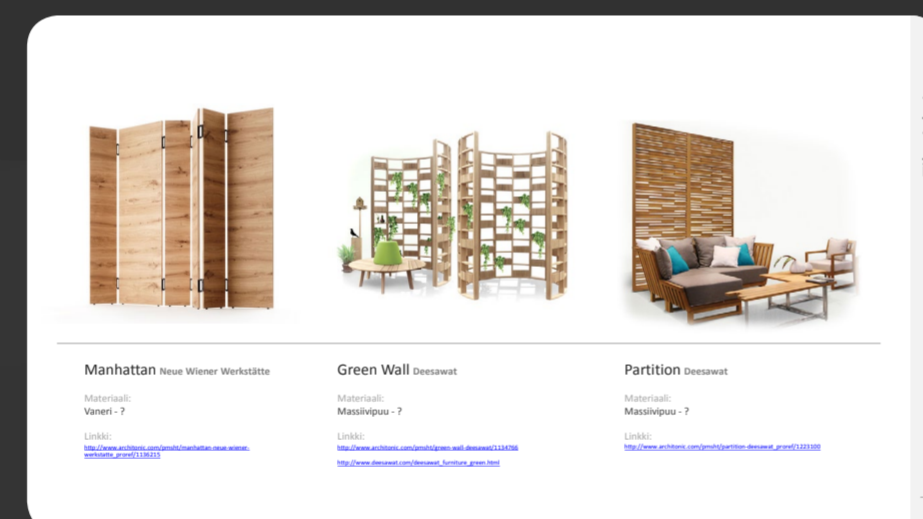 Manhattan Neue Wiener Werkstätte
Materiaali:
Vaneri - ?
Linkki:
http://www.architonic.com/pmsht/manhattan-neue-wiener-
werkstatte_proref/1136215
Green Wall Deesawat
Materiaali:
Massiivipuu - ?
Linkki:
http://www.architonic.com/pmsht/green-wall-deesawat/1134766
http://www.deesawat.com/deesawat_furniture_green.html
Partition Deesawat
Materiaali:
Massiivipuu - ?
Linkki:
http://www.architonic.com/pmsht/partition-deesawat_proref/1223100